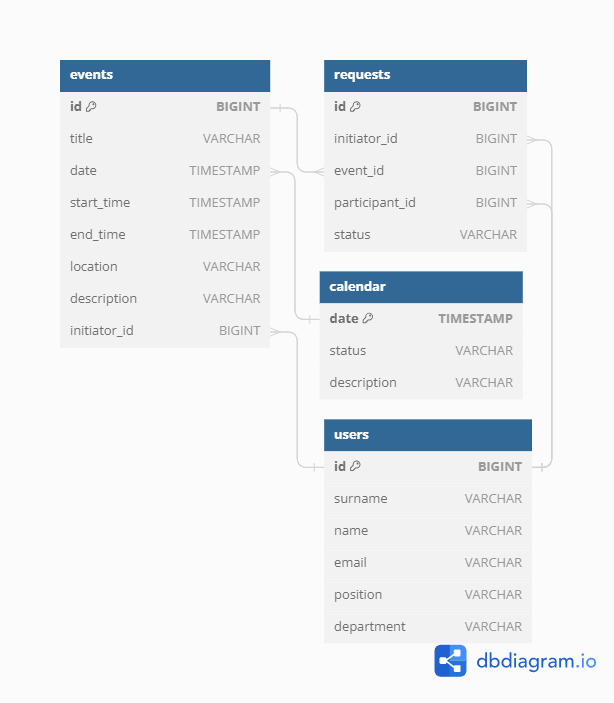 events
id BIGINT
title VARCHAR
date TIMESTAMP
start_time TIMESTAMP
end_time TIMESTAMP
location VARCHAR
description VARCHAR
initiator_id BIGINT
requests
id BIGINT
initiator_id BIGINT
event_id BIGINT
participant_id BIGINT
status VARCHAR
calendar
date TIMESTAMP
status VARCHAR
description VARCHAR
users
id BIGINT
surname VARCHAR
name VARCHAR
email VARCHAR
position VARCHAR
department VARCHAR
dbdiagram.io